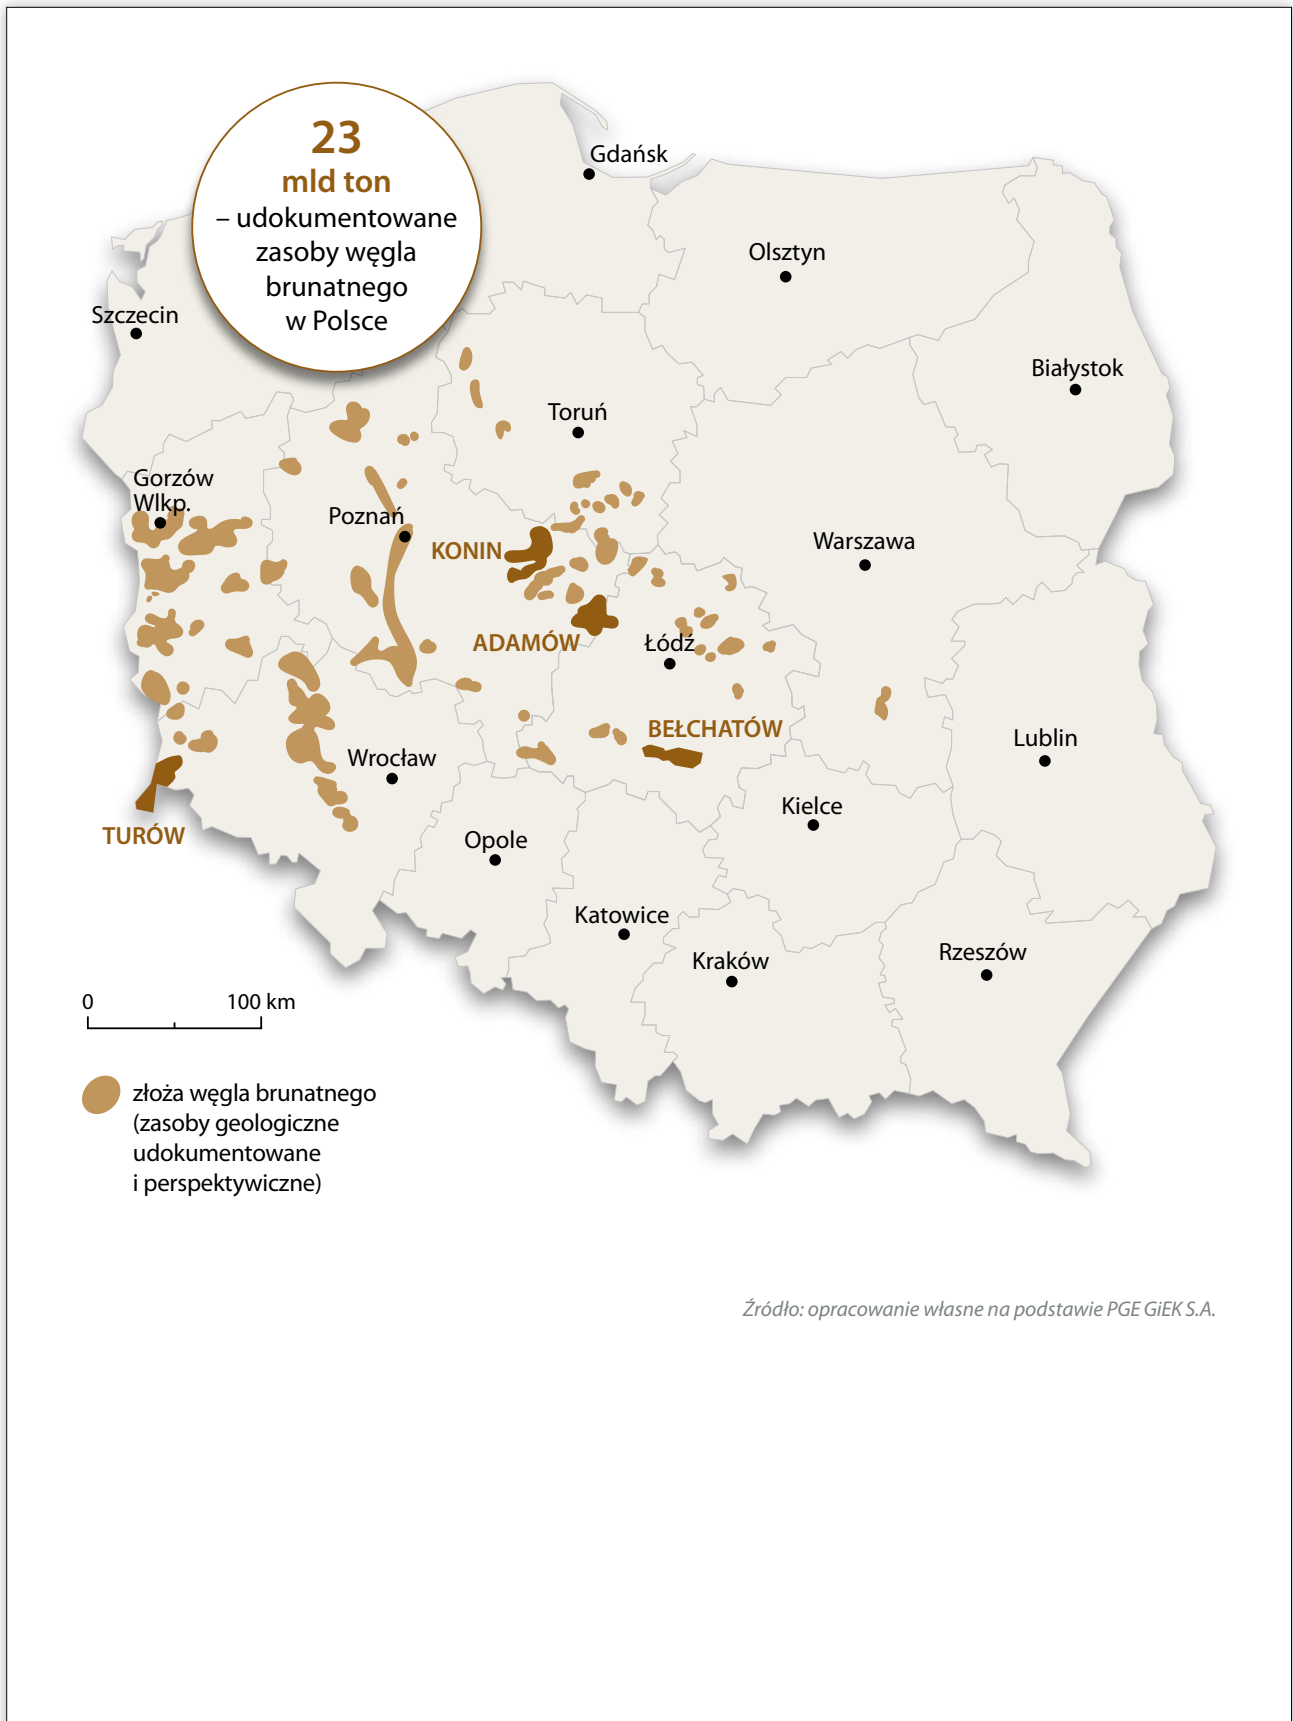 23
mld ton
– udokumentowane
zasoby węgla
brunatnego
w Polsce
Gdańsk
Olsztyn
Szczecin
Białystok
Toruń
Gorzów
Wlkp.
Poznań
KONIN
Warszawa
ADAMÓW
Łódź
BEŁCHATÓW
Wrocław
Lublin
TURÓW
Kielce
Opole
Katowice
Kraków
Rzeszów
0 100 km
złoża węgla brunatnego
(zasoby geologiczne
udokumentowane
i perspektywiczne)
Źródło: opracowanie własne na podstawie PGE GiEK S.A.